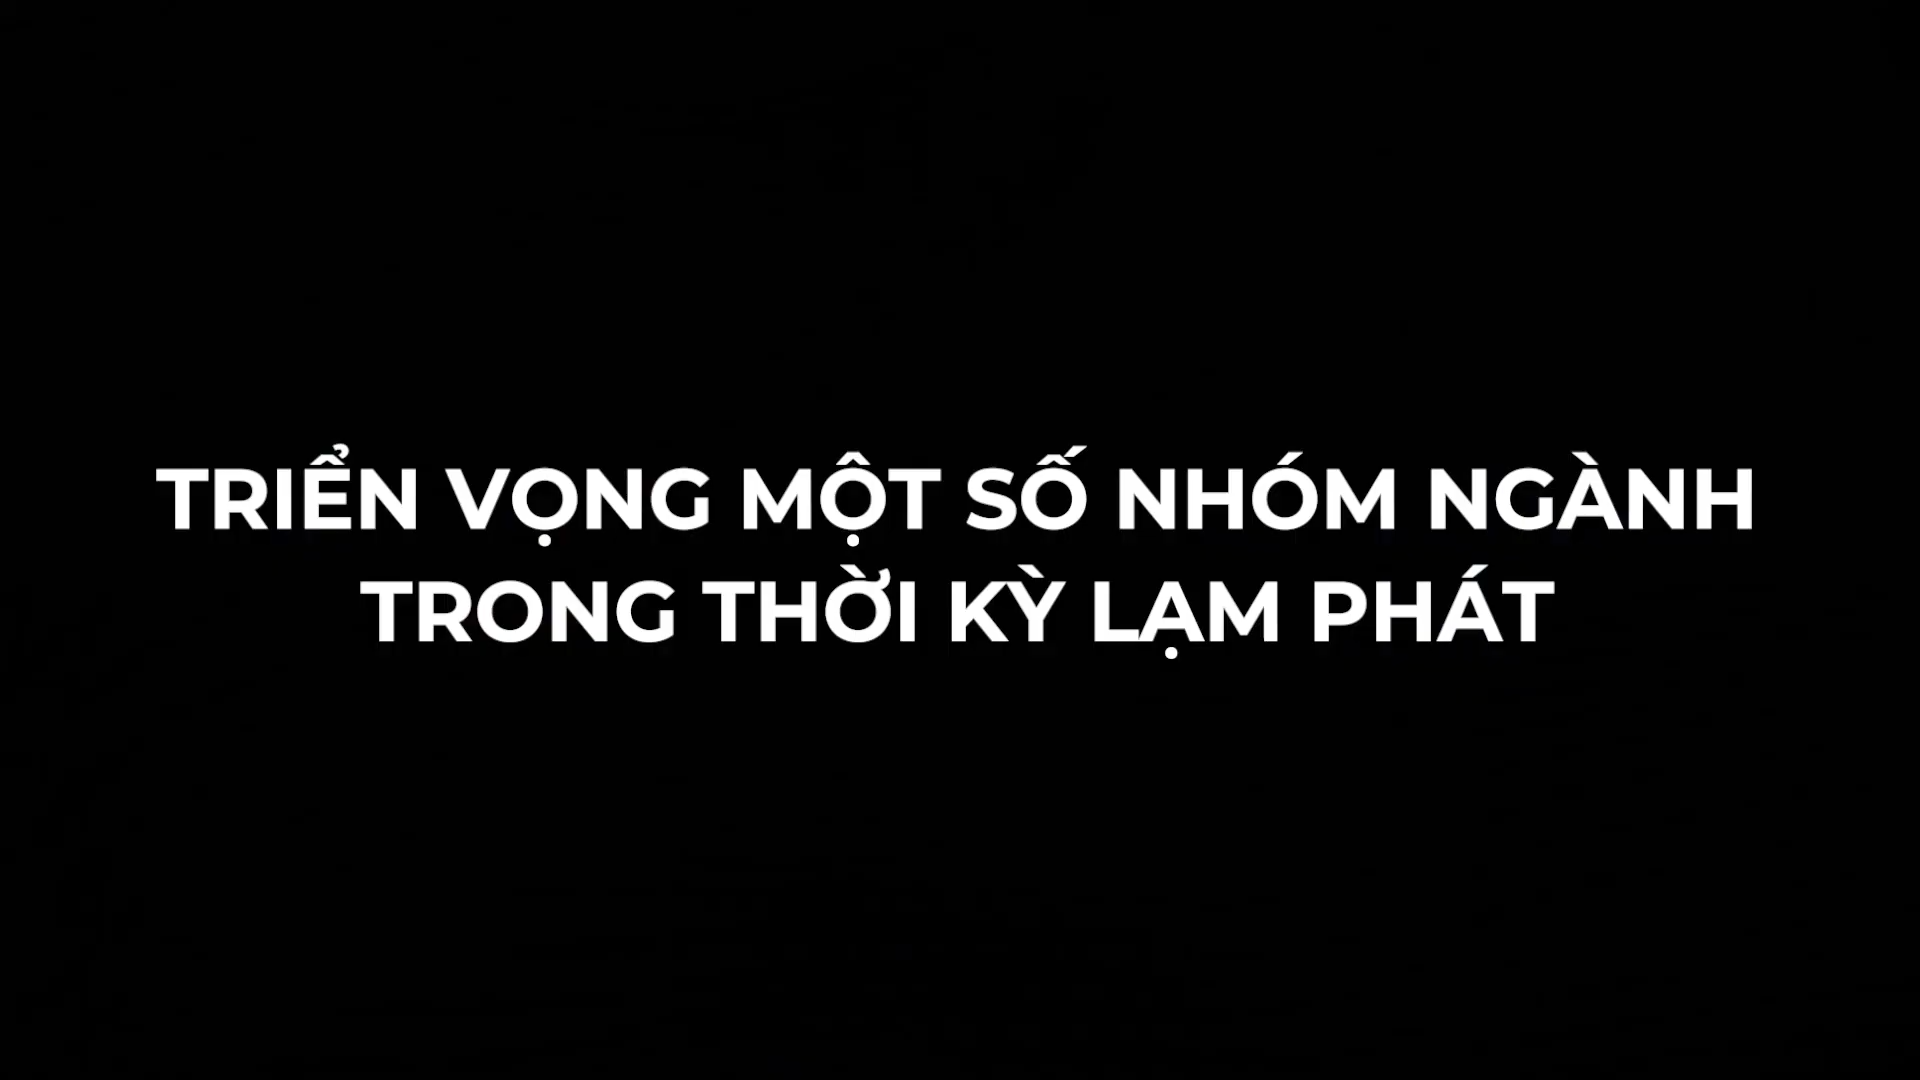 TRIỂN VỌNG MỘT SỐ NHÓM NGÀNH
TRONG THỜI KỲ LẠM PHÁT